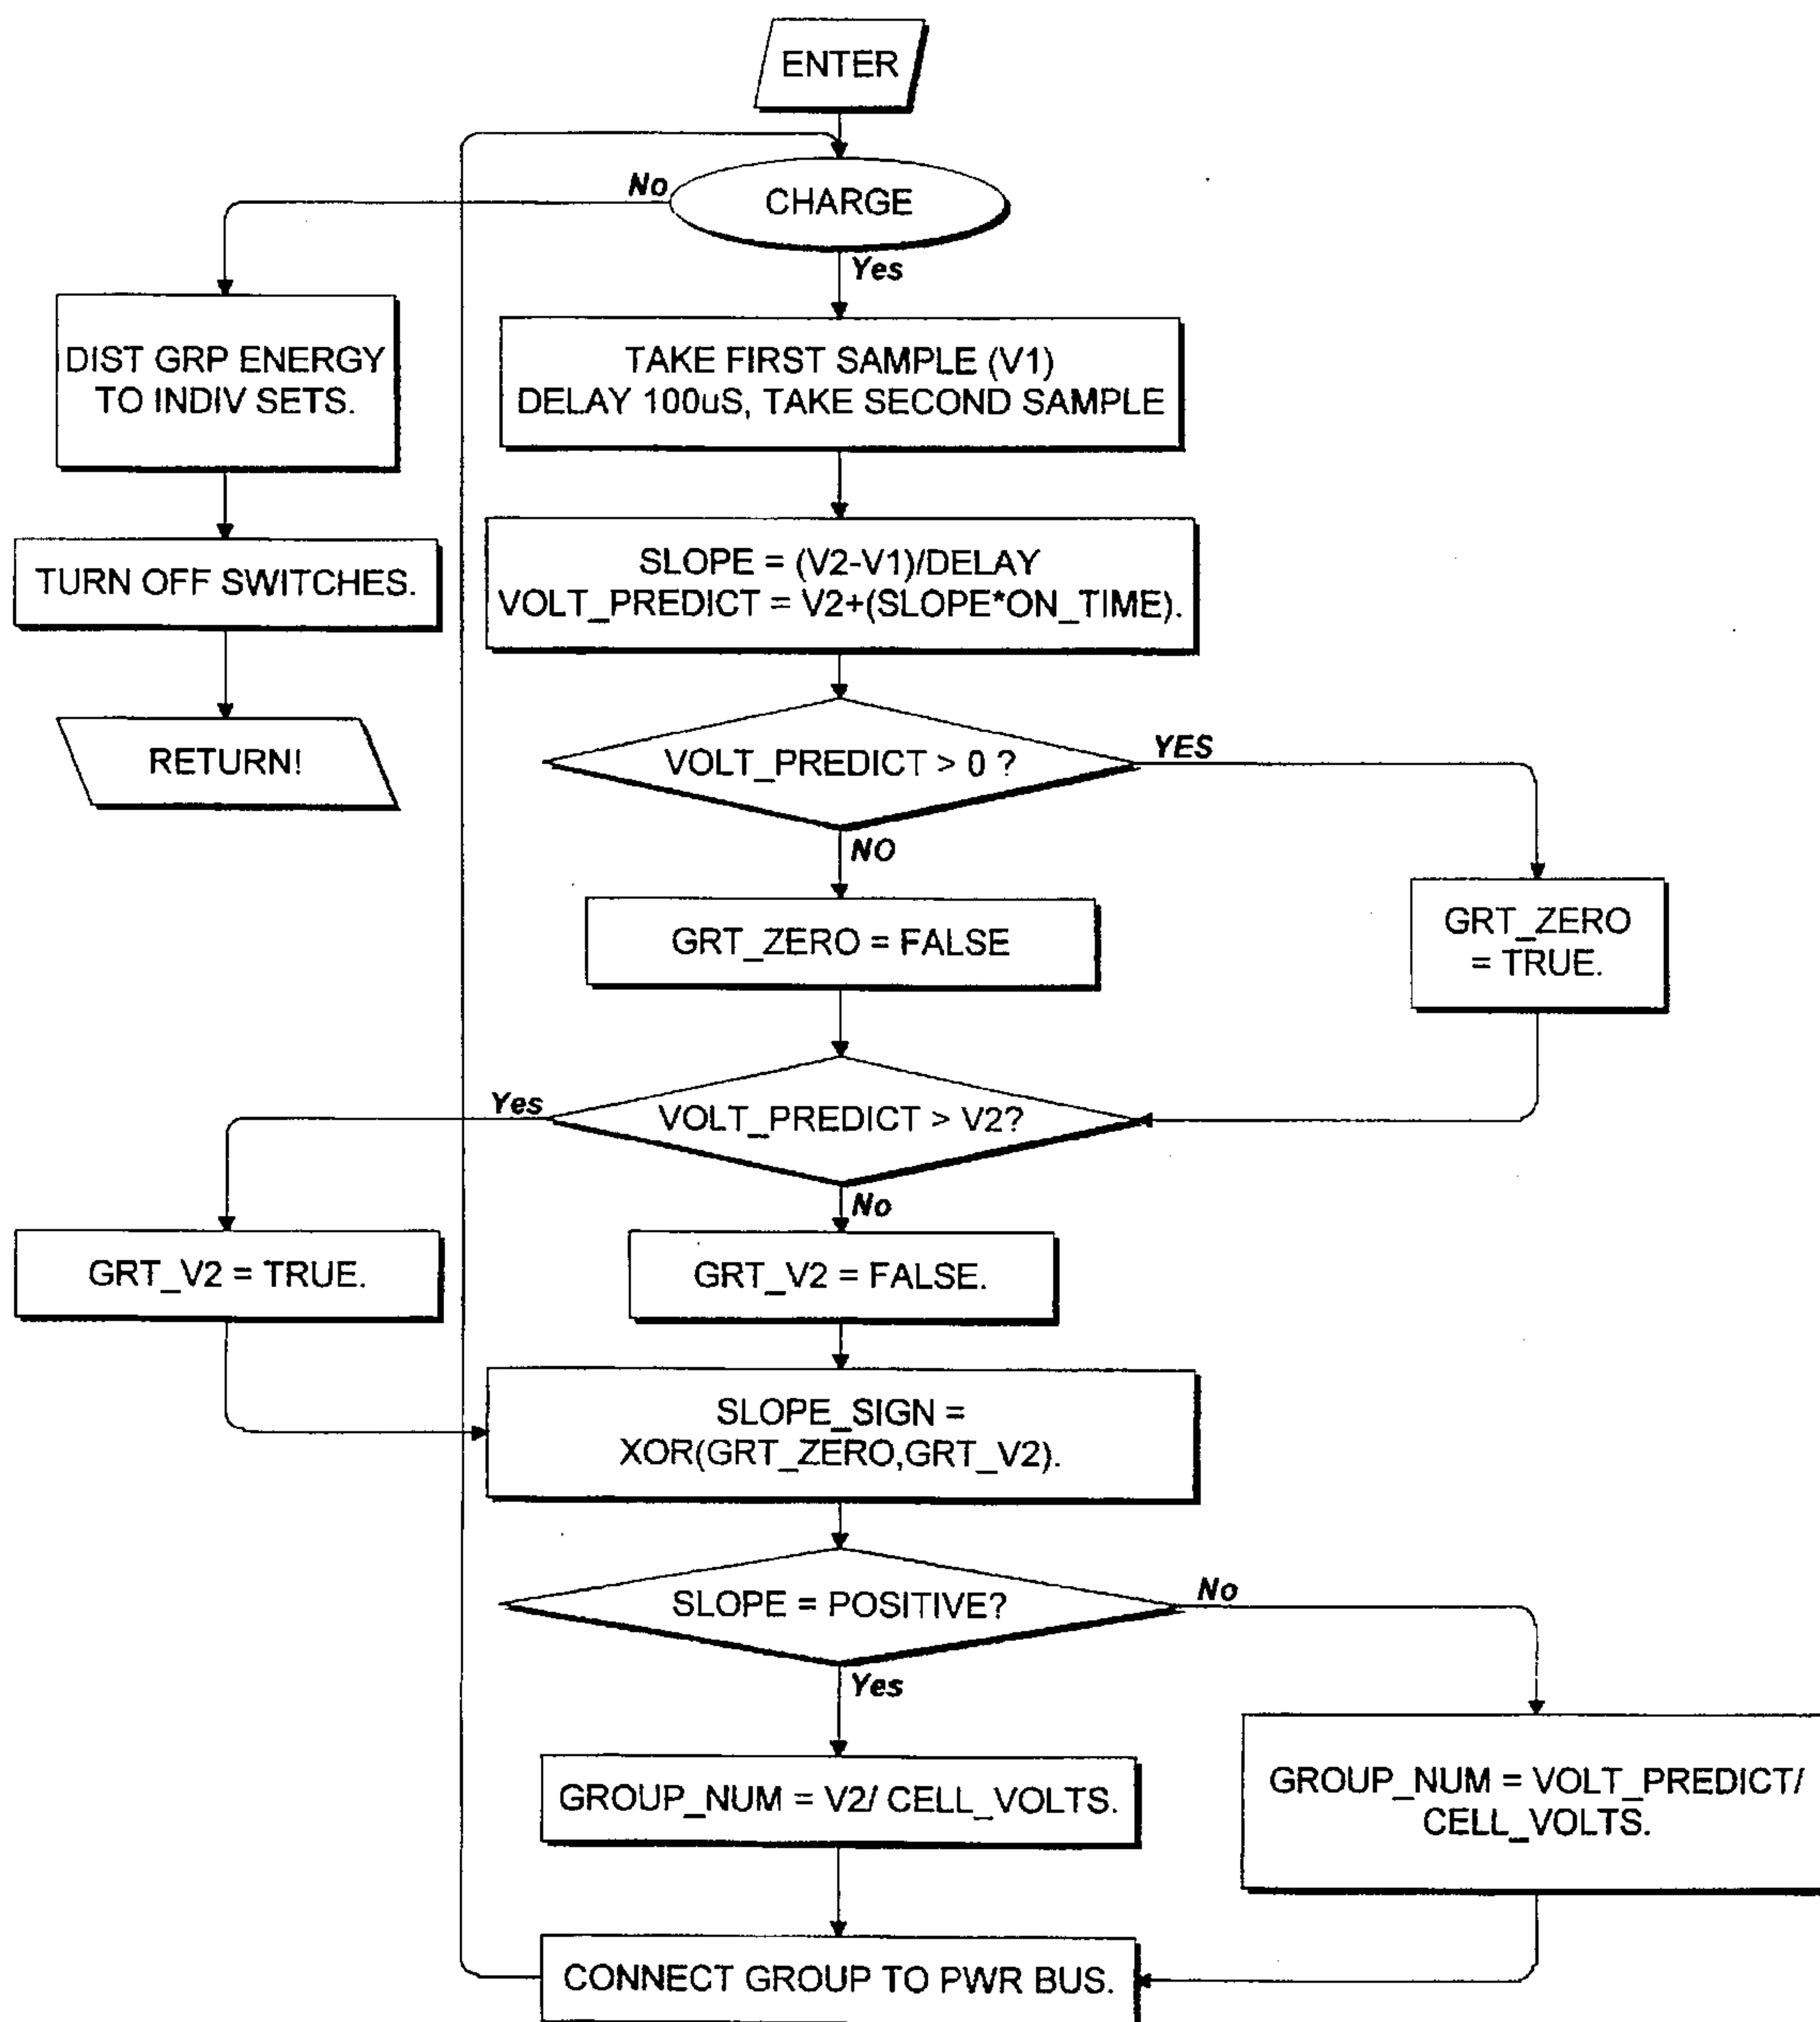 ENTER
CHARGE
No
Yes
DIST GRP ENERGY
TO INDIV SETS.
TURN OFF SWITCHES.
RETURN!
TAKE FIRST SAMPLE (V1)
DELAY 100uS, TAKE SECOND SAMPLE
SLOPE = (V2-V1)/DELAY
VOLT_PREDICT = V2+(SLOPE*ON_TIME).
VOLT_PREDICT > 0 ?
YES
NO
GRT_ZERO = FALSE
GRT_ZERO
= TRUE.
VOLT_PREDICT > V2?
Yes
No
GRT_V2 = TRUE.
GRT_V2 = FALSE.
SLOPE_SIGN =
XOR(GRT_ZERO,GRT_V2).
SLOPE = POSITIVE?
No
Yes
GROUP_NUM = V2/ CELL_VOLTS.
GROUP_NUM = VOLT_PREDICT/
CELL_VOLTS.
CONNECT GROUP TO PWR BUS.